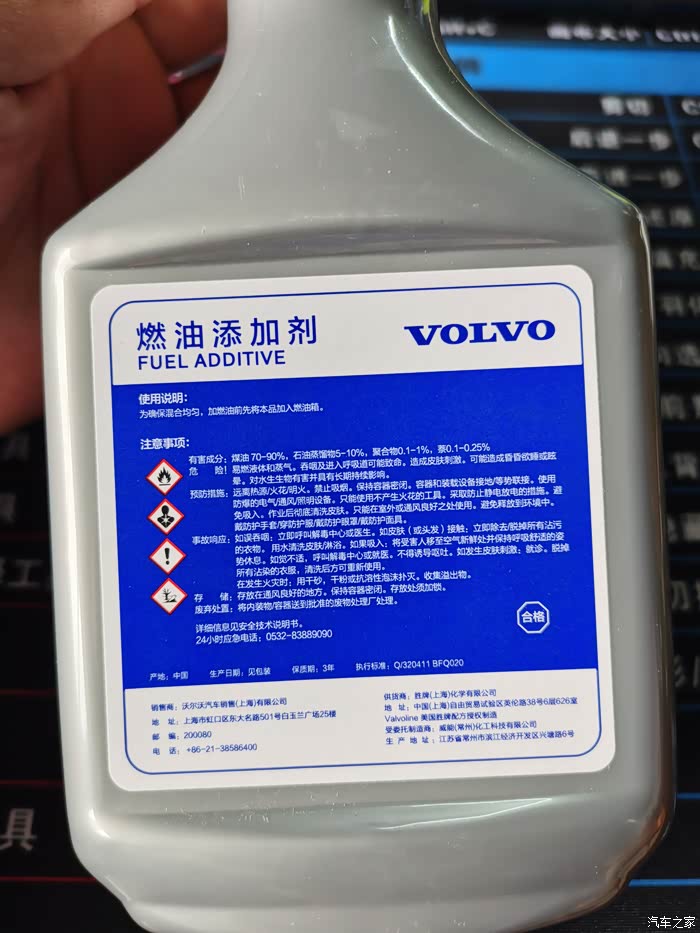 画布大小
Ctrl
剪切
后退一步
具
燃油添加剂
FUEL ADDITIVE
VOLVO
使用说明：
为确保混合均匀，加燃油前先将本品加入燃油箱。
注意事项：
有害成分：煤油 70-90%，石油蒸馏物5-10%，聚合物0.1-1%，萘0.1-0.25%
危 险！易燃液体和蒸气。吞咽及进入呼吸道可能致命。造成皮肤刺激。可能造成昏昏欲睡或眩
晕。对水生生物有害并具有长期持续影响。
预防措施：远离热源/火花/明火。禁止吸烟。保持容器密闭。容器和装载设备接地/等势联接。使用
防爆的电气/通风/照明设备。只能使用不产生火花的工具。采取防止静电放电的措施。避
免吸入。作业后彻底清洗皮肤。只能在室外或通风良好之处使用。避免释放到环境中。
戴防护手套/穿防护服/戴防护眼罩/戴防护面具。
事故响应：如误吞咽：立即呼叫解毒中心或医生。如皮肤（或头发）接触：立即除去/脱掉所有沾污
的衣物。用水清洗皮肤/淋浴。如果吸入：将受害人移至空气新鲜处并保持呼吸舒适的姿
势休息。如觉不适，呼叫解毒中心或就医。不得诱导呕吐。如发生皮肤刺激：就诊。脱掉
所有沾染的衣服，清洗后方可重新使用。
在发生火灾时：用干砂，干粉或抗溶性泡沫扑灭。收集溢出物。
存 储：存放在通风良好的地方。保持容器密闭。存放处须加锁。
废弃处置：将内装物/容器送到批准的废物处理厂处理。
详细信息见安全技术说明书。
24小时应急电话：0532-83889090
合格
产地：中国 生产日期：见包装 保质期：3年 执行标准：Q/320411 BFQ020
销售商：沃尔沃汽车销售(上海)有限公司
地 址：上海市虹口区东大名路501号白玉兰广场25楼
邮 编：200080
电 话：+86-21-38586400
供货商：胜牌(上海)化学有限公司
地 址：中国(上海)自由贸易试验区英伦路38号6层626室
Valvoline 美国胜牌配方授权制造
受委托制造商：威能(常州)化工科技有限公司
生 产 地 址：江苏省常州市滨江经济开发区兴塘路6号
汽车之家